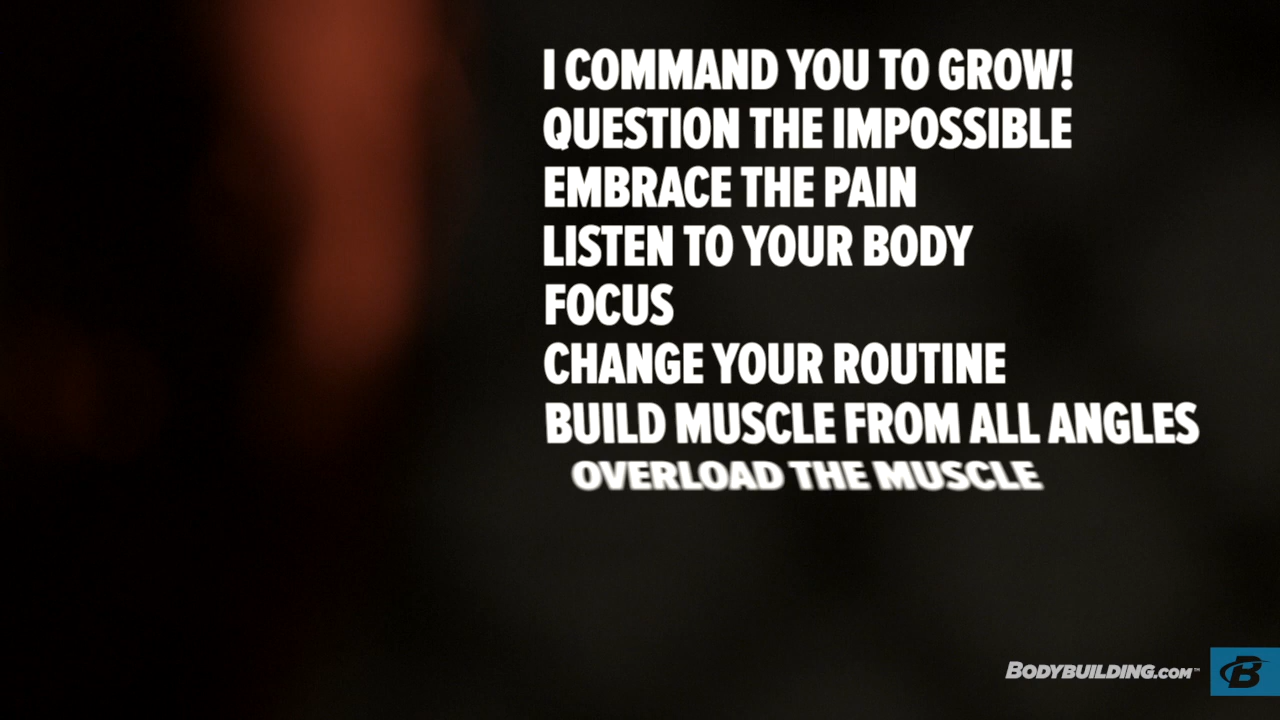 I COMMAND YOU TO GROW!
QUESTION THE IMPOSSIBLE
EMBRACE THE PAIN
LISTEN TO YOUR BODY
FOCUS
CHANGE YOUR ROUTINE
BUILD MUSCLE FROM ALL ANGLES
OVERLOAD THE MUSCLE
BODYBUILDING.COM™ B